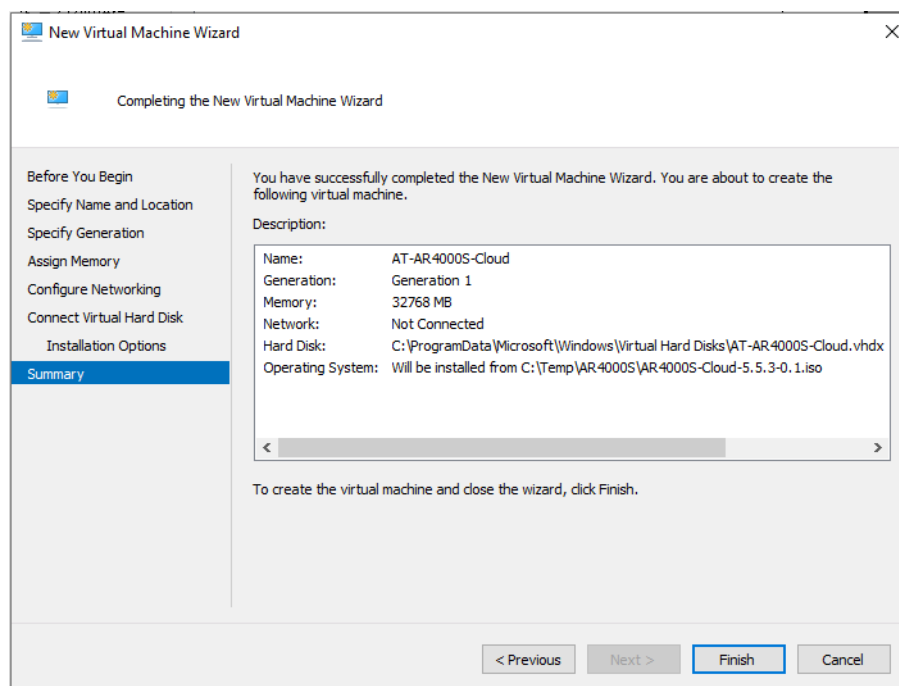 New Virtual Machine Wizard
Completing the New Virtual Machine Wizard
Before You Begin
Specify Name and Location
Specify Generation
Assign Memory
Configure Networking
Connect Virtual Hard Disk
Installation Options
Summary
You have successfully completed the New Virtual Machine Wizard. You are about to create the
following virtual machine.
Description:
Name: AT-AR4000S-Cloud
Generation: Generation 1
Memory: 32768 MB
Network: Not Connected
Hard Disk: C:\ProgramData\Microsoft\Windows\Virtual Hard Disks\AT-AR4000S-Cloud.vhdx
Operating System: Will be installed from C:\Temp\AR4000S\AR4000S-Cloud-5.5.3-0.1.iso
To create the virtual machine and close the wizard, click Finish.
< Previous Next > Finish Cancel